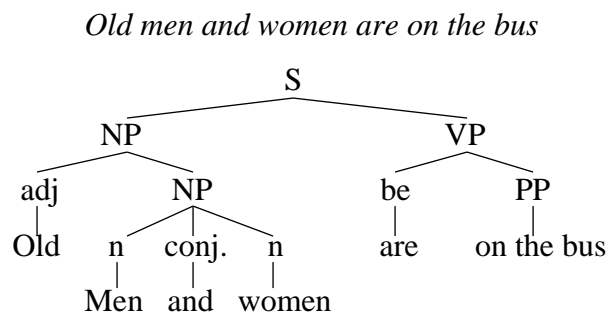 Old men and women are on the bus
S
NP VP
adj NP be PP
Old n conj. n are on the bus
Men and women